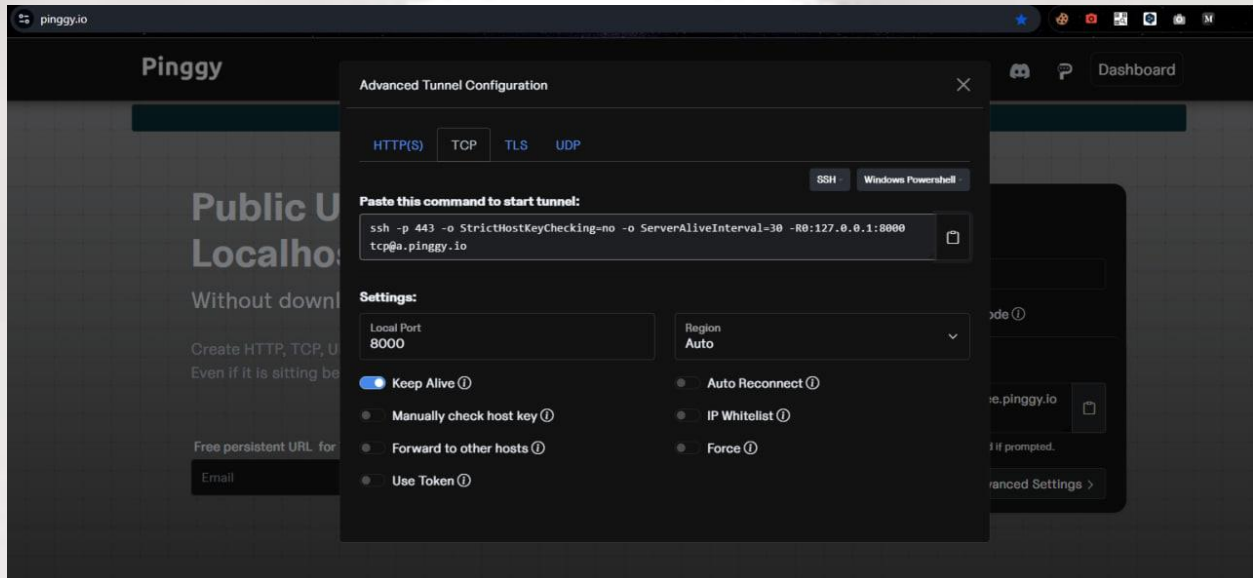 pinggy.io
M
Pinggy
Dashboard
Advanced Tunnel Configuration
HTTP(S) TCP TLS UDP
SSH Windows Powershell
Public U
Localho
Without downl
Create HTTP, TCP, U
Even if it is sitting be
Free persistent URL for
Email
Paste this command to start tunnel:
ssh -p 443 -o StrictHostKeyChecking=no -o ServerAliveInterval=30 -R0:127.0.0.1:8000
tcp@a.pinggy.io
Settings:
Local Port
8000
Region
Auto
Keep Alive
Auto Reconnect
Manually check host key
IP Whitelist
Forward to other hosts
Force
Use Token
ode
ee.pinggy.io
d if prompted.
vanced Settings >